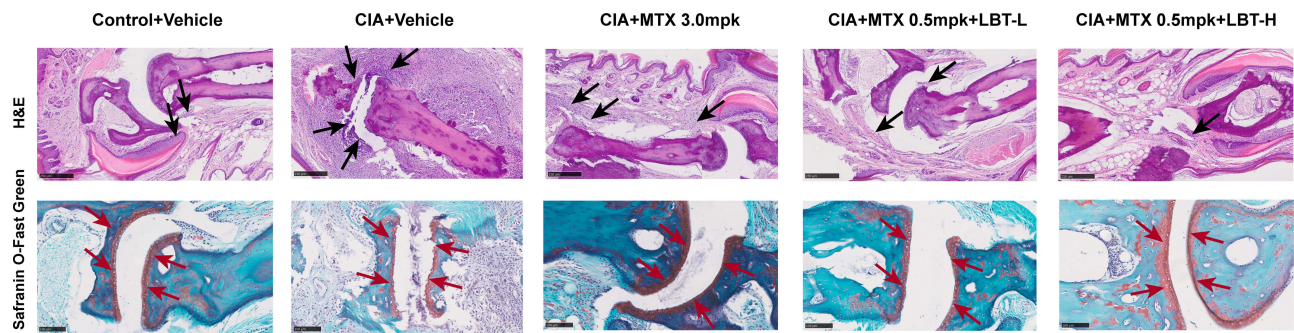 Control+Vehicle
CIA+Vehicle
CIA+MTX 3.0mpk
CIA+MTX 0.5mpk+LBT-L
CIA+MTX 0.5mpk+LBT-H
H&E
Saffranin O-Fast Green